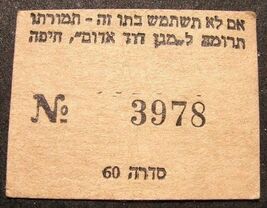 אם לא תשתמש בתו זה - תמורתו
תרומה ל„מגן דוד אדום”, חיפה
№ 3978
סדרה 60